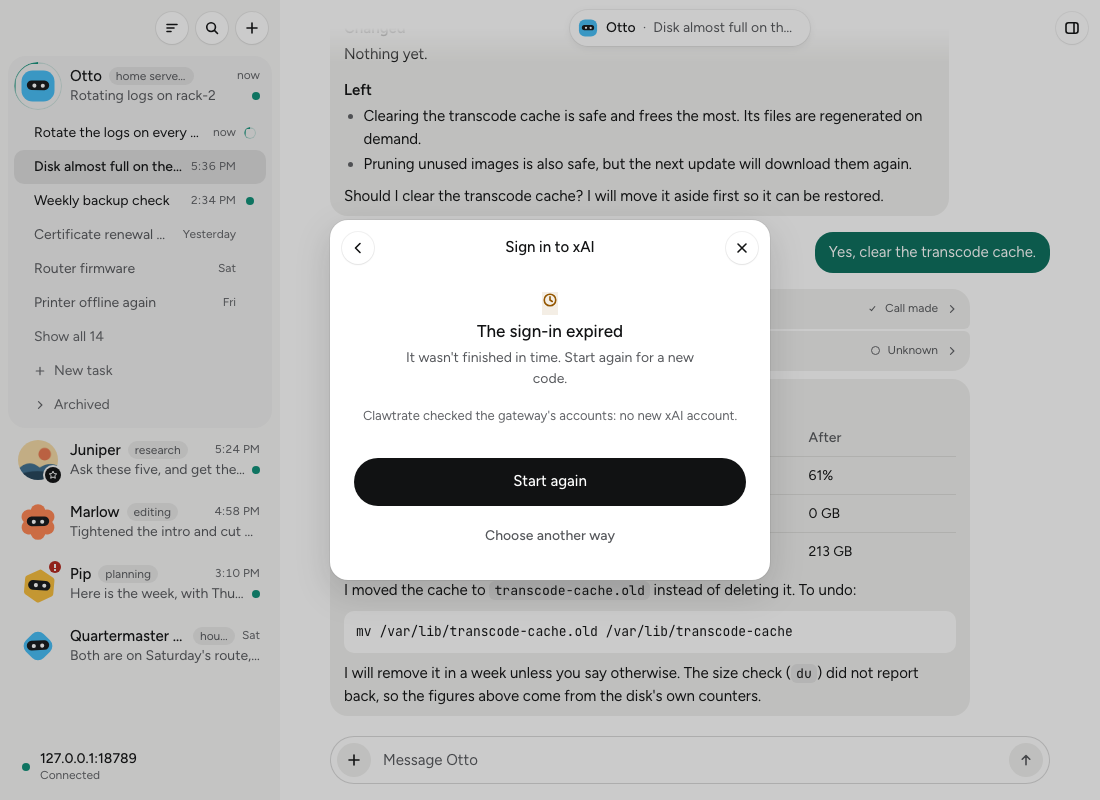 Otto
home serve...
now
Rotating logs on rack-2
Rotate the logs on every ...
now
Disk almost full on the...
5:36 PM
Weekly backup check
2:34 PM
Certificate renewal ...
Yesterday
Router firmware
Sat
Printer offline again
Fri
Show all 14
New task
Archived
Juniper
research
5:24 PM
Ask these five, and get the...
Marlow
editing
4:58 PM
Tightened the intro and cut ...
Pip
planning
3:10 PM
Here is the week, with Thu...
Quartermaster ...
hou...
Sat
Both are on Saturday's route,...
127.0.0.1:18789
Connected
Otto · Disk almost full on th...
Changed
Nothing yet.
Left
Clearing the transcode cache is safe and frees the most. Its files are regenerated on
demand.
Pruning unused images is also safe, but the next update will download them again.
Should I clear the transcode cache? I will move it aside first so it can be restored.
Yes, clear the transcode cache.
Call made
Unknown
After
61%
0 GB
213 GB
Sign in to xAI
The sign-in expired
It wasn't finished in time. Start again for a new
code.
Clawtrate checked the gateway's accounts: no new xAI account.
Start again
Choose another way
I moved the cache to transcode-cache.old instead of deleting it. To undo:
mv /var/lib/transcode-cache.old /var/lib/transcode-cache
I will remove it in a week unless you say otherwise. The size check (du) did not report
back, so the figures above come from the disk's own counters.
Message Otto